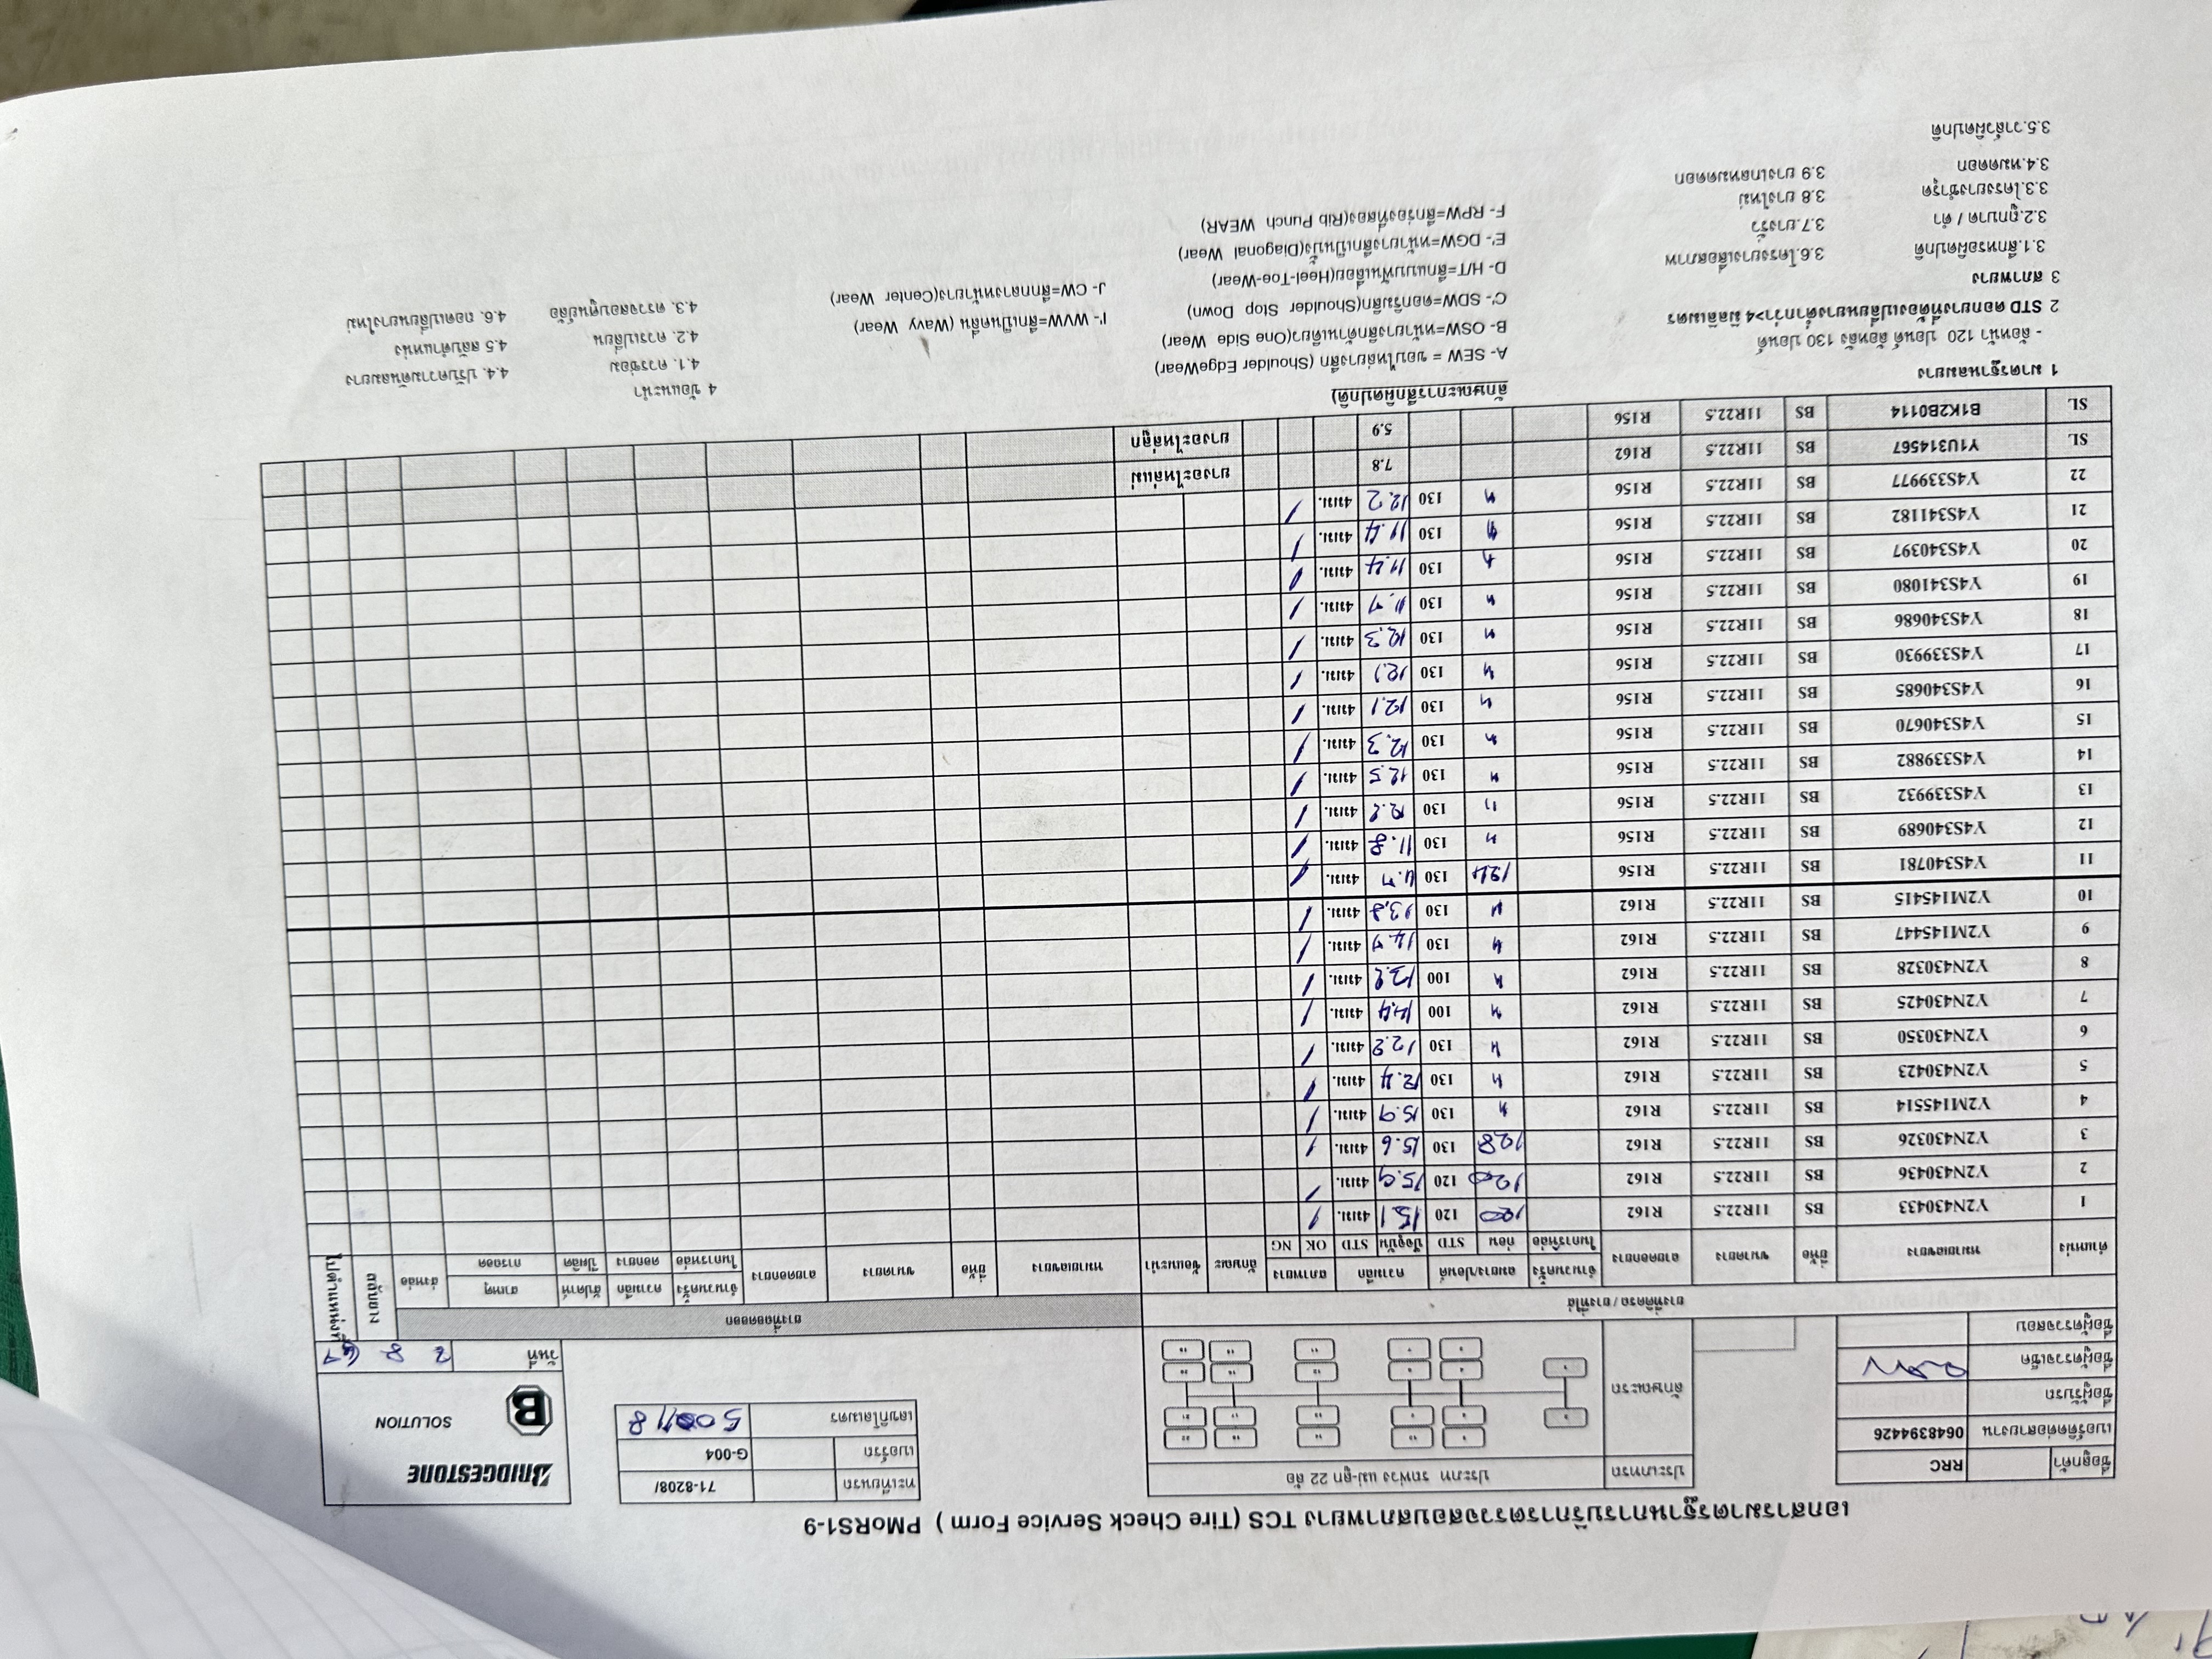 เอกสารมาตรฐานการบริการตรวจสอบสภาพยาง TCS (Tire Check Service Form ) PMoRS1-9
ชื่อลูกค้า RRC
เบอร์ติดต่อสายงาน 0648394426
ชื่อผู้รับรถ
ชื่อผู้ตรวจเช็ค
ชื่อผู้ตรวจสอบ
ประเภทรถ ประเภท รถพ่วง แม่-ลูก 22 ล้อ
ลักษณะรถ
ทะเทียนรถ 71-8208/
เบอร์รถ G-004
เลขกิโลเมตร
BRIDGESTONE
B SOLUTION
วันที่ 2 8 67
ยางที่ติดรถ / ยางที่ใส่ ยางที่ถอดออก
ตำแหน่ง หมายเลขยาง ยี่ห้อ ขนาดยาง ลายดอกยาง จำนวนครั้งในการหล่อ ลมยาง/ปอนด์ ก่อน STD ความลึก ปัจจุบัน STD สภาพยาง OK NG ลักษณะ ข้อแนะนำ หมายเลขยาง ยี่ห้อ ขนาดยาง ลายดอกยาง จำนวนครั้งในการหล่อ ความลึกดอกยาง สัปดาห์ปีผลิต สาเหตุการถอด ส่งหล่อ สลับยาง ไปตำแหน่งที่
1 Y2N430433 BS 11R22.5 R162 120 120 15.1 4มม. /
2 Y2N430436 BS 11R22.5 R162 120 120 15.9 4มม. /
3 Y2N430326 BS 11R22.5 R162 128 130 15.6 4มม. /
4 Y2M145514 BS 11R22.5 R162 " 130 15.9 4มม. /
5 Y2N430423 BS 11R22.5 R162 " 130 12.4 4มม. /
6 Y2N430350 BS 11R22.5 R162 " 130 12.2 4มม. /
7 Y2N430425 BS 11R22.5 R162 " 100 14.4 4มม. /
8 Y2N430328 BS 11R22.5 R162 " 100 13.2 4มม. /
9 Y2M145447 BS 11R22.5 R162 " 130 14.7 4มม. /
10 Y2M145415 BS 11R22.5 R162 " 130 13.2 4มม. /
11 Y4S340781 BS 11R22.5 R156 124 130 11.7 4มม. /
12 Y4S340689 BS 11R22.5 R156 " 130 11.8 4มม. /
13 Y4S339932 BS 11R22.5 R156 " 130 12.2 4มม. /
14 Y4S339882 BS 11R22.5 R156 " 130 12.5 4มม. /
15 Y4S340670 BS 11R22.5 R156 " 130 12.3 4มม. /
16 Y4S340685 BS 11R22.5 R156 " 130 12.1 4มม. /
17 Y4S339930 BS 11R22.5 R156 " 130 12.1 4มม. /
18 Y4S340686 BS 11R22.5 R156 " 130 12.3 4มม. /
19 Y4S341080 BS 11R22.5 R156 " 130 11.7 4มม. /
20 Y4S340397 BS 11R22.5 R156 " 130 11.4 4มม. /
21 Y4S341182 BS 11R22.5 R156 " 130 11.4 4มม. /
22 Y4S339977 BS 11R22.5 R156 " 130 12.2 4มม. /
SL Y1U314567 BS 11R22.5 R162 7.8 ยางอะไหล่แม่
SL B1K2B0114 BS 11R22.5 R156 5.9 ยางอะไหล่ลูก
1 มาตรฐานลมยาง
- ล้อหน้า 120 ปอนด์ ล้อหลัง 130 ปอนด์
2 STD ดอกยางที่ต้องเปลี่ยนยางต่ำกว่า>4 มิลลิเมตร
3 สภาพยาง
3.1.สึกหรอผิดปกติ
3.2.ถูกบาด / ตำ
3.3.โครงยางชำรุด
3.4.หมดดอก
3.5.วาล์วผิดปกติ
3.6.โครงยางเสื่อสภาพ
3.7.ยางรั่ว
3.8 ยางใหม่
3.9 ยางเกลหมดดอก
ลักษณะการสึกผิดปกติ)
A- SEW = ขอบไหล่ยางสึก (Shoulder EdgeWear)
B- OSW=หน้ายางสึกด้านเดียว(One Side Wear)
C'- SDW=ดอกริมสึก(Shoulder Stop Down)
D- H/T=สึกแบบฟันเลื่อย(Heel-Toe-Wear)
E'- DGW=หน้ายางสึกเป็นบั้ง(Diagonal Wear)
F- RPW=สึกร่องที่สอง(Rib Punch WEAR)
I'- WVW=สึกเป็นคลื่น (Wavy Wear)
J- CW=สึกกลางหน้ายาง(Center Wear)
4 ข้อแนะนำ
4.1. ควรซ่อม
4.2. ควรเปลี่ยน
4.3. ตรวจสอบศูนย์ล้อ
4.4. ปรับความดันลมยาง
4.5 สลับตำแหน่ง
4.6. ถอดเปลี่ยนยางใหม่